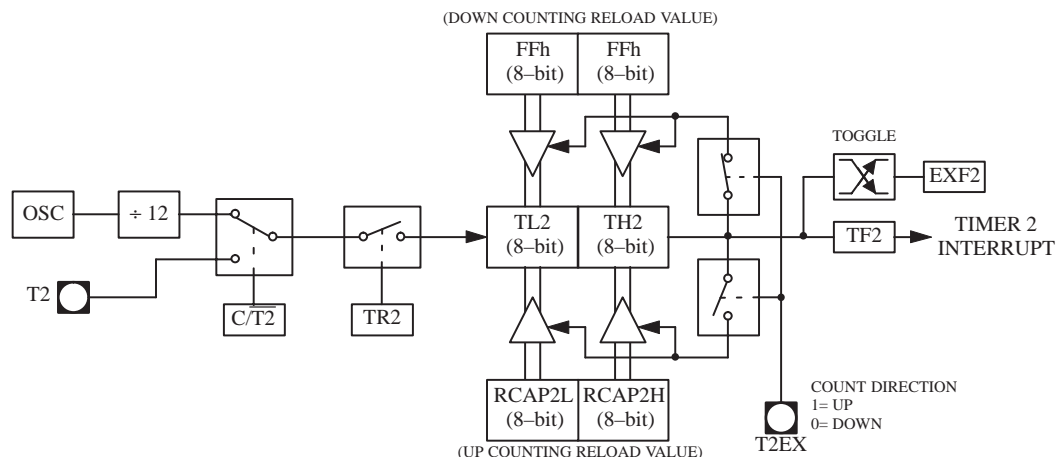 (DOWN COUNTING RELOAD VALUE)
FFh
(8–bit)
FFh
(8–bit)
TOGGLE
EXF2
OSC
÷ 12
TL2
(8–bit)
TH2
(8–bit)
TF2
TIMER 2
INTERRUPT
T2
C/T2
TR2
RCAP2L
(8–bit)
RCAP2H
(8–bit)
COUNT DIRECTION
1= UP
0= DOWN
T2EX
(UP COUNTING RELOAD VALUE)